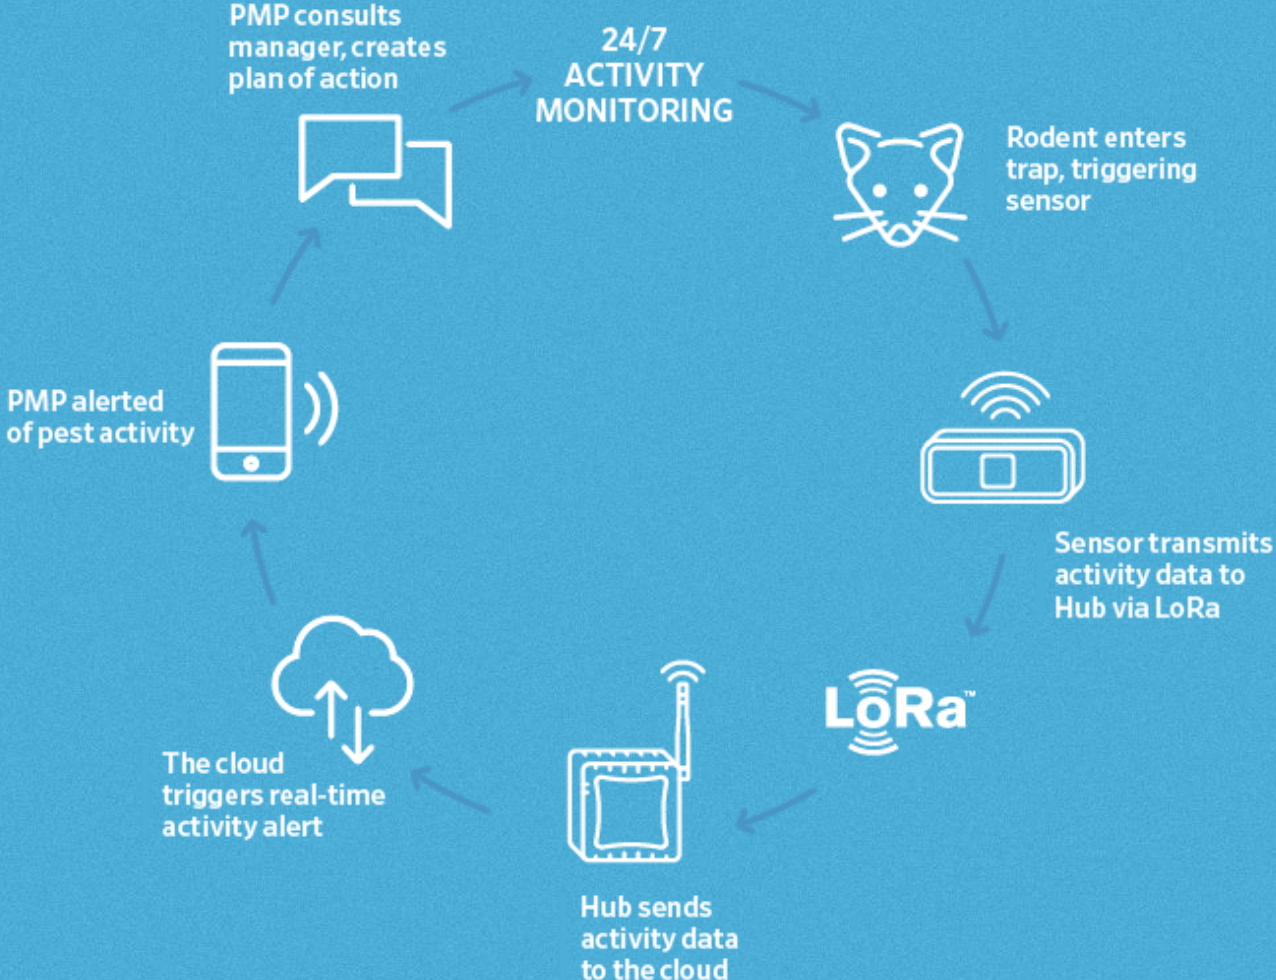 PMP consults
manager, creates
plan of action
24/7
ACTIVITY
MONITORING
Rodent enters
trap, triggering
sensor
Sensor transmits
activity data to
Hub via LoRa
LoRa™
Hub sends
activity data
to the cloud
The cloud
triggers real-time
activity alert
PMP alerted
of pest activity